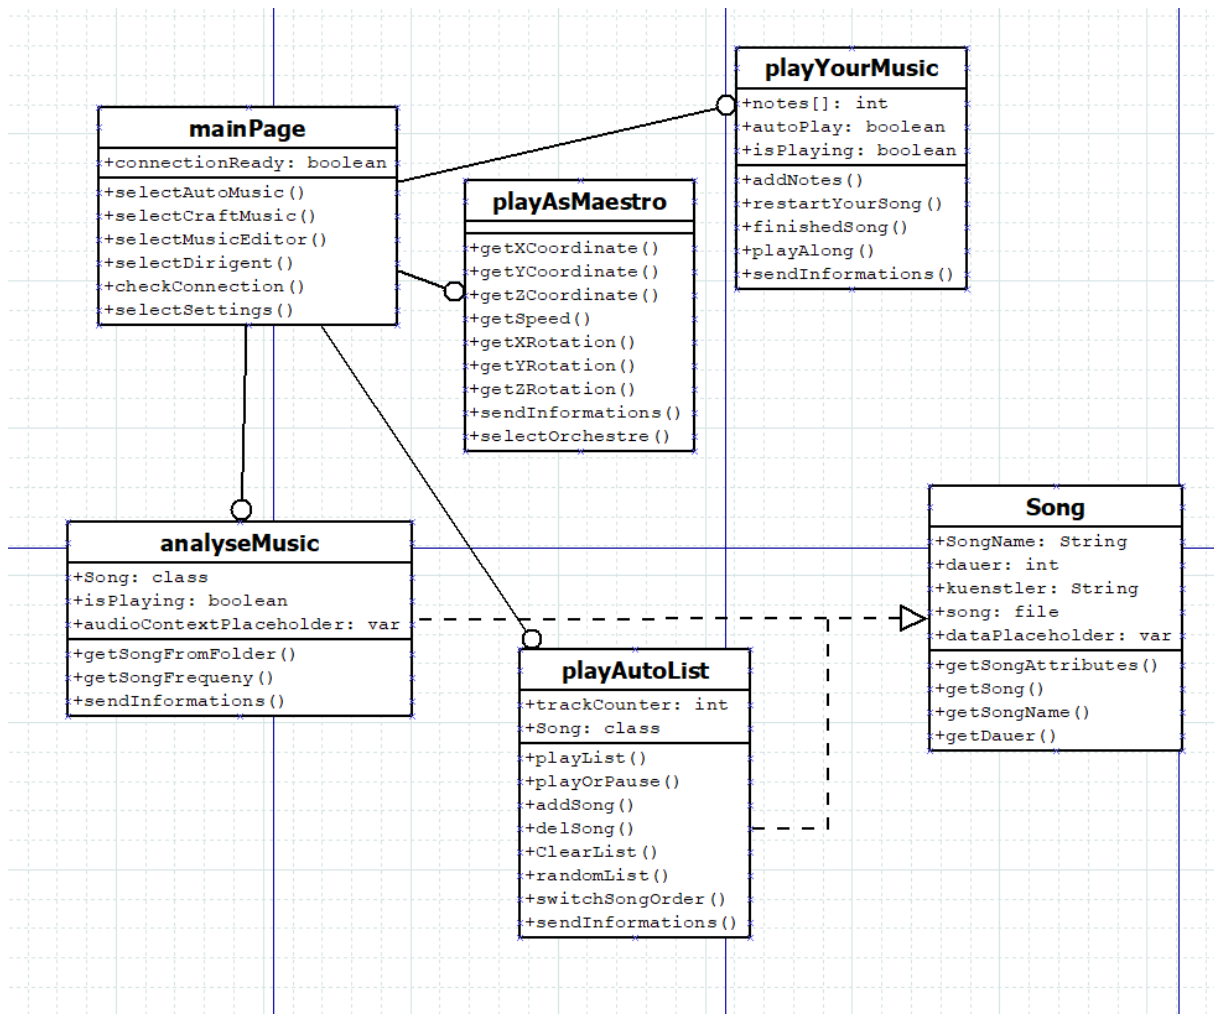 mainPage
+connectionReady: boolean
+selectAutoMusic()
+selectCraftMusic()
+selectMusicEditor()
+selectDirigent()
+checkConnection()
+selectSettings()
playYourMusic
+notes[]: int
+autoPlay: boolean
+isPlaying: boolean
+addNotes()
+restartYourSong()
+finishedSong()
+playAlong()
+sendInformations()
playAsMaestro
+getXCoordinate()
+getYCoordinate()
+getZCoordinate()
+getSpeed()
+getXRotation()
+getYRotation()
+getZRotation()
+sendInformations()
+selectOrchestre()
analyseMusic
+Song: class
+isPlaying: boolean
+audioContextPlaceholder: var
+getSongFromFolder()
+getSongFrequeny()
+sendInformations()
playAutoList
+trackCounter: int
+Song: class
+playList()
+playOrPause()
+addSong()
+delSong()
+ClearList()
+randomList()
+switchSongOrder()
+sendInformations()
Song
+SongName: String
+dauer: int
+kuenstler: String
+song: file
+dataPlaceholder: var
+getSongAttributes()
+getSong()
+getSongName()
+getDauer()